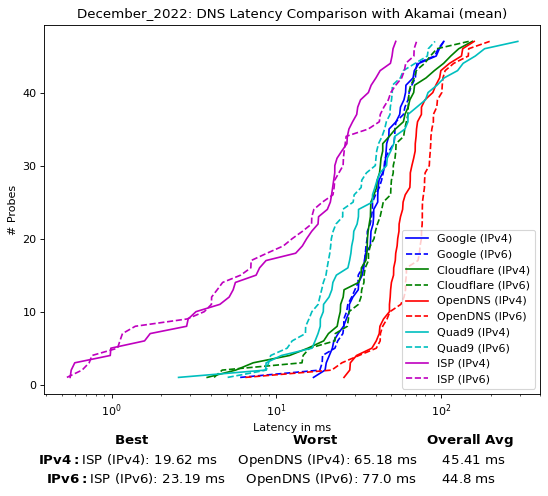 December_2022: DNS Latency Comparison with Akamai (mean)
# Probes
40
30
20
10
0
Google (IPv4)
Google (IPv6)
Cloudflare (IPv4)
Cloudflare (IPv6)
OpenDNS (IPv4)
OpenDNS (IPv6)
Quad9 (IPv4)
Quad9 (IPv6)
ISP (IPv4)
ISP (IPv6)
10⁰ 10¹ 10²
Latency in ms
Best Worst Overall Avg
IPv4: ISP (IPv4): 19.62 ms OpenDNS (IPv4): 65.18 ms 45.41 ms
IPv6: ISP (IPv6): 23.19 ms OpenDNS (IPv6): 77.0 ms 44.8 ms